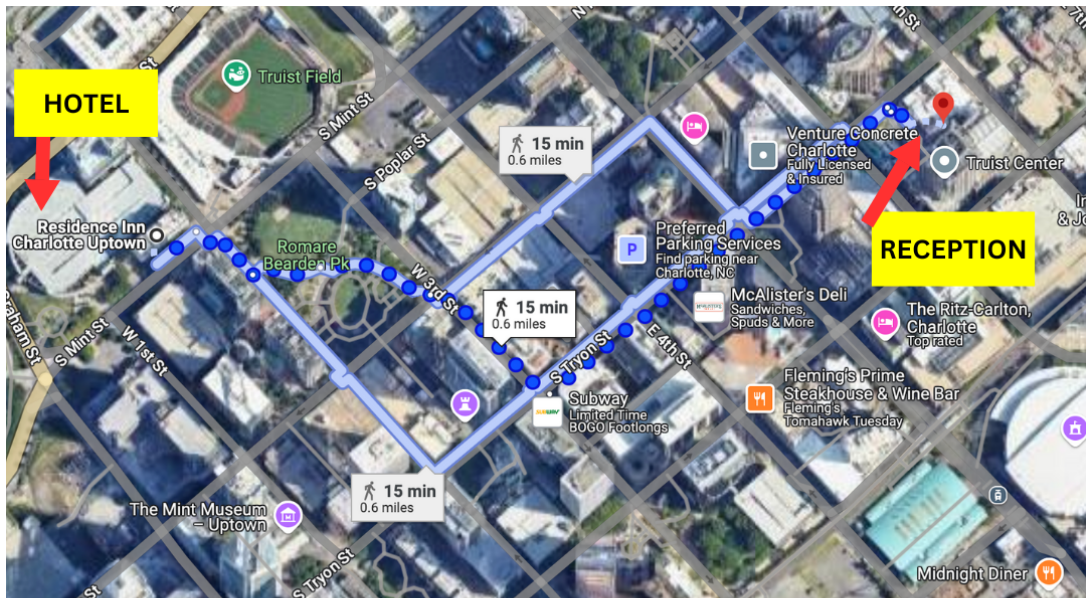 HOTEL
Truist Field
S Mint St
S Poplar St
15 min
0.6 miles
Venture Concrete
Charlotte
Fully Licensed
& Insured
Truist Center
Residence Inn
Charlotte Uptown
Romare
Bearden Pk
W 3rd St
P
Preferred
Parking Services
Find parking near
Charlotte, NC
RECEPTION
15 min
0.6 miles
McAlister's Deli
Sandwiches,
Spuds & More
The Ritz-Carlton,
Charlotte
Top rated
S Graham St
S Mint St
W 1st St
S Tryon St
E 4th St
SUBWAY
Subway
Limited Time
BOGO Footlongs
Fleming's Prime
Steakhouse & Wine Bar
Fleming's
Tomahawk Tuesday
15 min
0.6 miles
The Mint Museum
– Uptown
S Tryon St
Midnight Diner